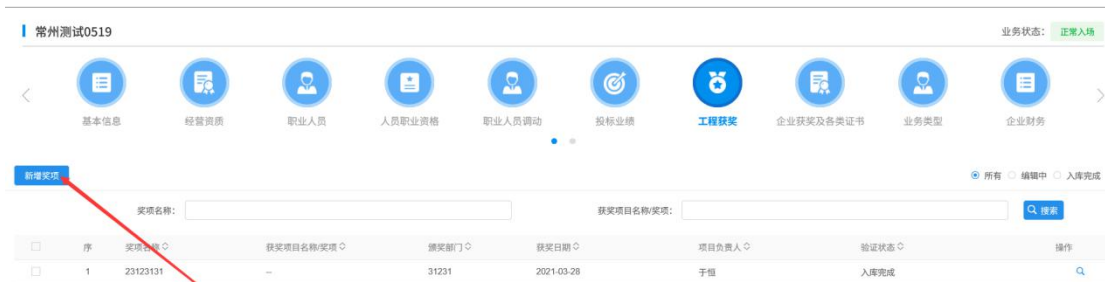 常州测试0519 业务状态： 正常入场
基本信息 经营资质 职业人员 人员职业资格 职业人员调动 投标业绩 工程获奖 企业获奖及各类证书 业务类型 企业财务
新增奖项 所有 编辑中 入库完成
奖项名称： 获奖项目名称/奖项： 搜索
序 奖项名称 获奖项目名称/奖项 颁奖部门 获奖日期 项目负责人 验证状态 操作
1 23123131 -- 31231 2021-03-28 于恒 入库完成